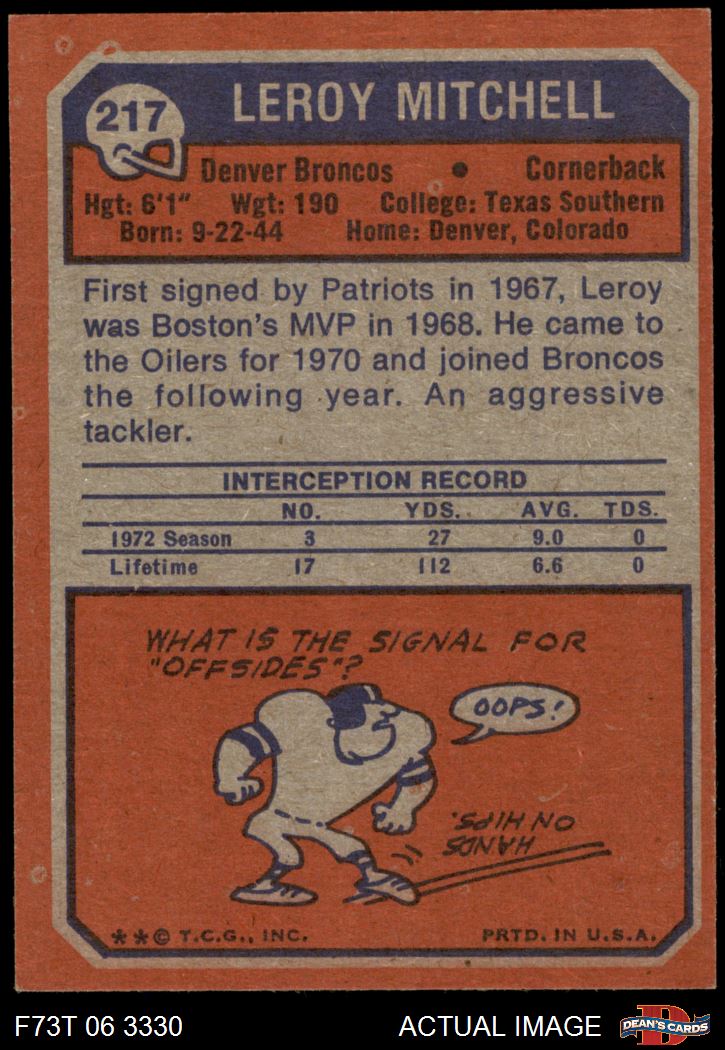 217
LEROY MITCHELL
Denver Broncos • Cornerback
Hgt: 6'1" Wgt: 190 College: Texas Southern
Born: 9-22-44 Home: Denver, Colorado
First signed by Patriots in 1967, Leroy
was Boston's MVP in 1968. He came to
the Oilers for 1970 and joined Broncos
the following year. An aggressive
tackler.
INTERCEPTION RECORD
NO. YDS. AVG. TDS.
1972 Season 3 27 9.0 0
Lifetime 17 112 6.6 0
WHAT IS THE SIGNAL FOR
"OFFSIDES"?
OOPS!
HANDS
ON HIPS.
**© T.C.G., INC. PRTD. IN U.S.A.
F73T 06 3330 ACTUAL IMAGE
D
DEAN'S CARDS